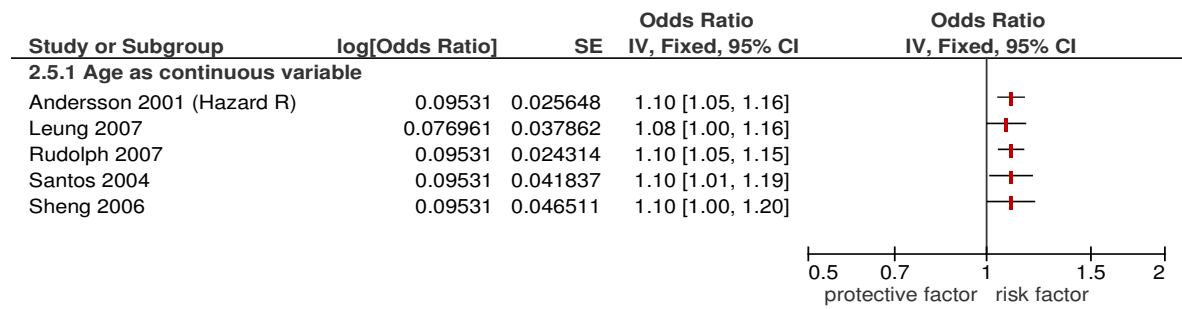 Odds Ratio Odds Ratio
Study or Subgroup log[Odds Ratio] SE IV, Fixed, 95% CI IV, Fixed, 95% CI
2.5.1 Age as continuous variable
Andersson 2001 (Hazard R) 0.09531 0.025648 1.10 [1.05, 1.16]
Leung 2007 0.076961 0.037862 1.08 [1.00, 1.16]
Rudolph 2007 0.09531 0.024314 1.10 [1.05, 1.15]
Santos 2004 0.09531 0.041837 1.10 [1.01, 1.19]
Sheng 2006 0.09531 0.046511 1.10 [1.00, 1.20]
0.5 0.7 1 1.5 2
protective factor risk factor